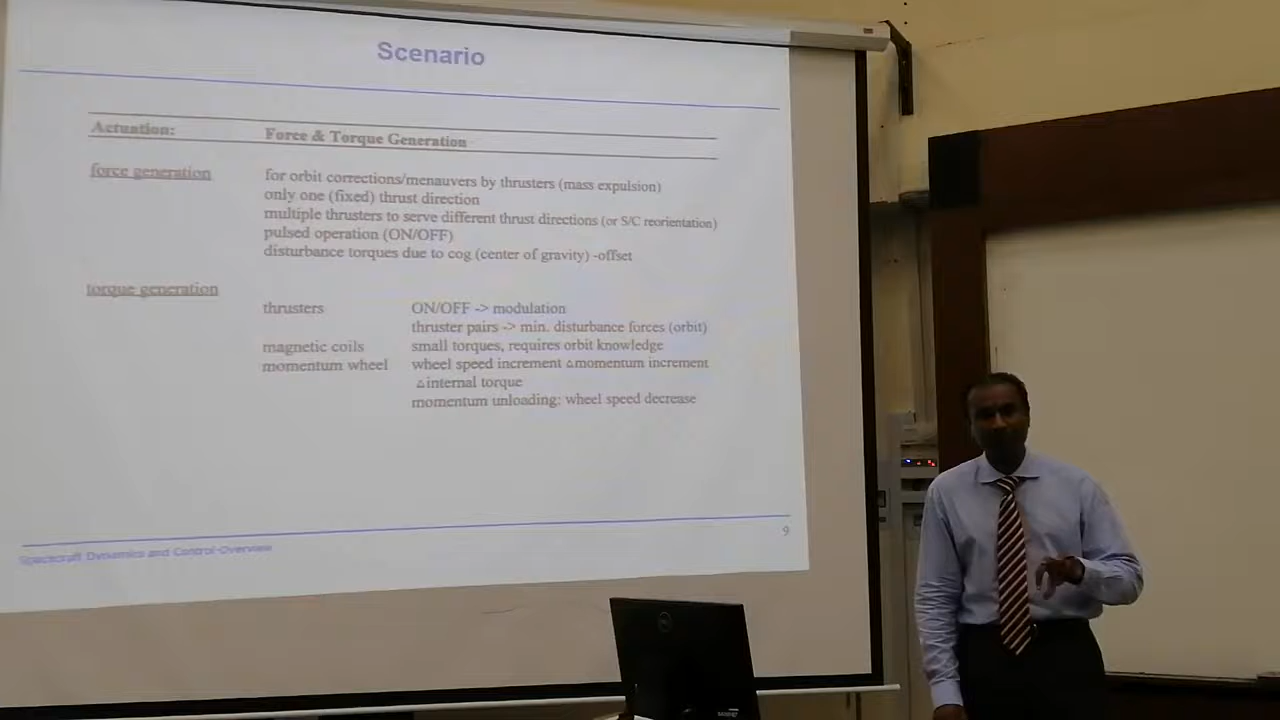 Scenario
Actuation: Force & Torque Generation
force generation for orbit corrections/menauvers by thrusters (mass expulsion)
only one (fixed) thrust direction
multiple thrusters to serve different thrust directions (or S/C reorientation)
pulsed operation (ON/OFF)
disturbance torques due to cog (center of gravity) -offset
torque generation
thrusters ON/OFF -> modulation
thruster pairs -> min. disturbance forces (orbit)
magnetic coils small torques, requires orbit knowledge
momentum wheel wheel speed increment △momentum increment
△internal torque
momentum unloading: wheel speed decrease
Spacecraft Dynamics and Control-Overview
9
DELL